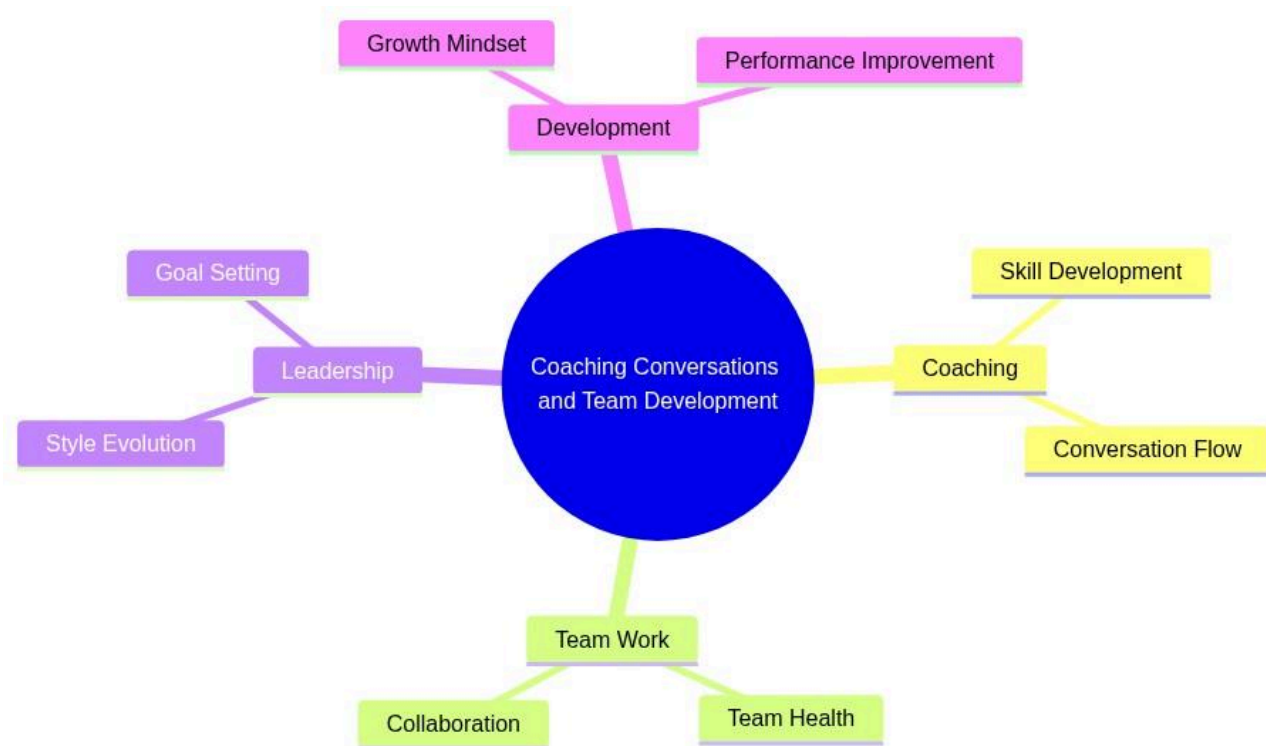 Growth Mindset
Performance Improvement
Development
Goal Setting
Skill Development
Leadership
Coaching Conversations
and Team Development
Coaching
Style Evolution
Conversation Flow
Team Work
Collaboration
Team Health